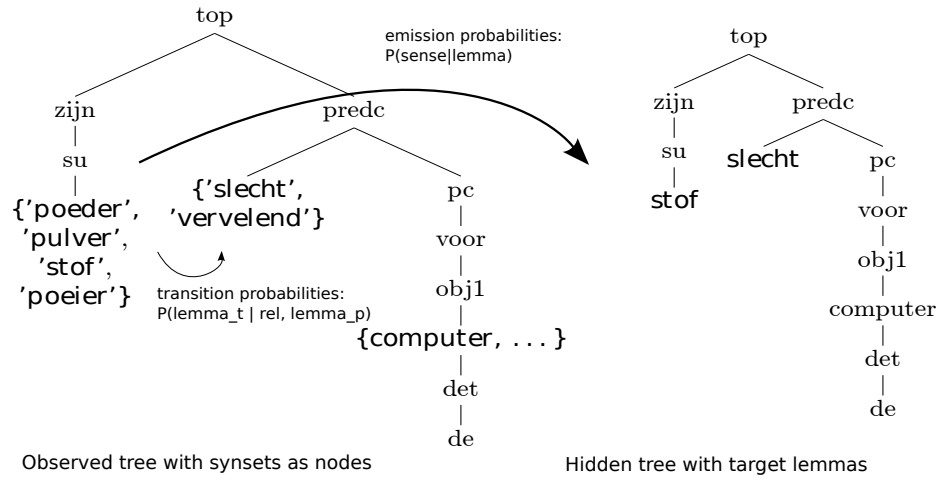 top
zijn
predc
su
{'poeder',
'pulver',
'stof',
'poeier'}
{'slecht',
'vervelend'}
pc
voor
obj1
{computer, ... }
det
de
emission probabilities:
P(sense|lemma)
transition probabilities:
P(lemma_t | rel, lemma_p)
Observed tree with synsets as nodes
top
zijn
predc
su
stof
slecht
pc
voor
obj1
computer
det
de
Hidden tree with target lemmas